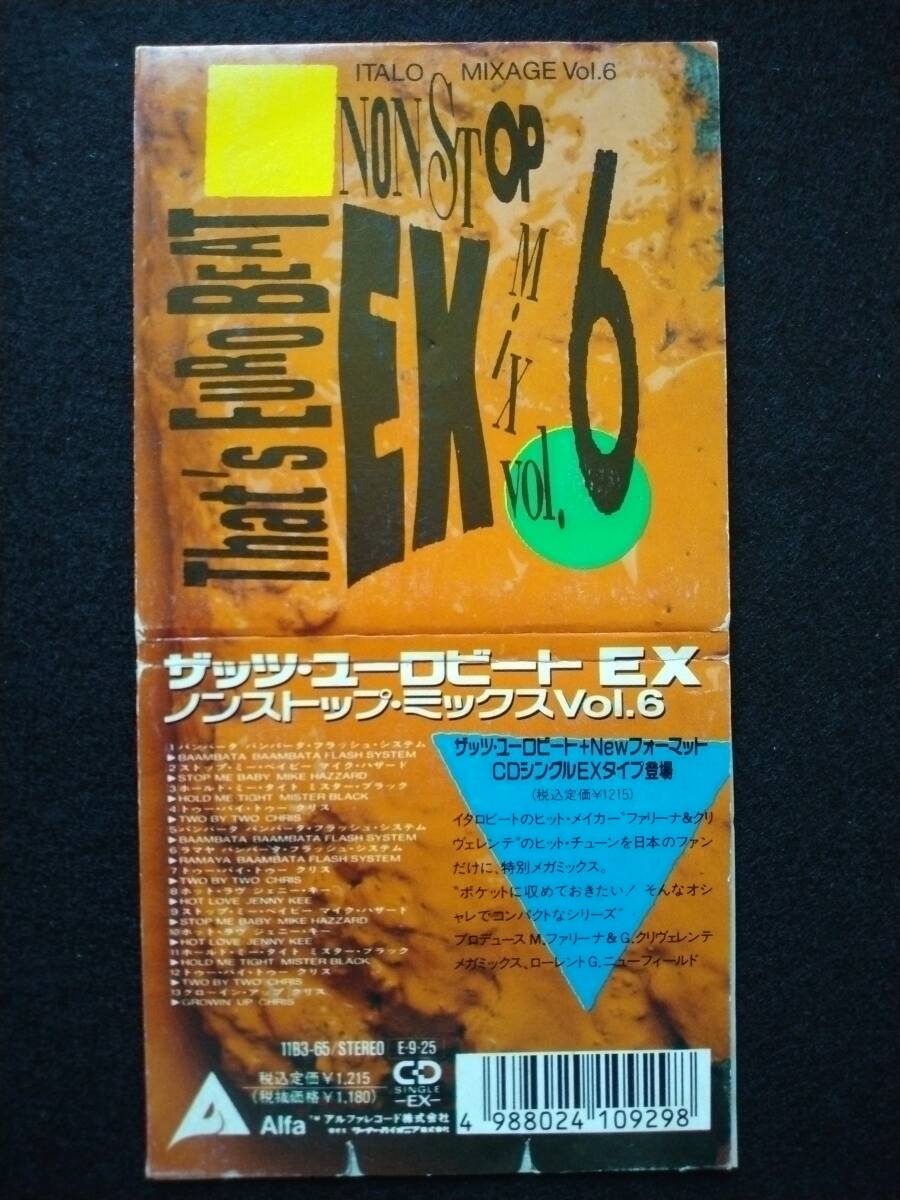 ITALO MIXAGE Vol.6
NON STOP
EX
MiX
vol. 6
That's EURO BEAT
ザッツ・ユーロビート EX
ノンストップ・ミックスVol.6
1 バンバータ バンバータ・フラッシュ・システム
▶BAAMBATA BAAMBATA FLASH SYSTEM
2 ストップ・ミー・ベイビー マイク・ハザード
▶STOP ME BABY MIKE HAZZARD
3 ホールド・ミー・タイト ミスター・ブラック
▶HOLD ME TIGHT MISTER BLACK
4 トゥー・バイ・トゥー クリス
▶TWO BY TWO CHRIS
5 バンバータ バンバータ・フラッシュ・システム
▶BAAMBATA BAAMBATA FLASH SYSTEM
6 ラマヤ バンバータ・フラッシュ・システム
▶RAMAYA BAAMBATA FLASH SYSTEM
7 トゥー・バイ・トゥー クリス
▶TWO BY TWO CHRIS
8 ホット・ラヴ ジェニー・キー
▶HOT LOVE JENNY KEE
9 ストップ・ミー・ベイビー マイク・ハザード
▶STOP ME BABY MIKE HAZZARD
10 ホット・ラヴ ジェニー・キー
▶HOT LOVE JENNY KEE
11 ホールド・ミー・タイト ミスター・ブラック
▶HOLD ME TIGHT MISTER BLACK
12 トゥー・バイ・トゥー クリス
▶TWO BY TWO CHRIS
13 グローイン・アップ クリス
▶GROWIN UP CHRIS
ザッツ・ユーロビート+Newフォーマット
CDシングルEXタイプ登場
(税込定価¥1215)
イタロビートのヒット・メイカー"ファリーナ&クリ
ヴェレンテ"のヒット・チューンを日本のファン
だけに、特別メガミックス。
"ポケットに収めておきたい! そんなオシ
ャレでコンパクトなシリーズ"
プロデュース M.ファリーナ&G.クリヴェレンテ
メガミックス、ローレントG.ニューフィールド
11B3-65/STEREO E-9-25
税込定価¥1,215
(税抜価格¥1,180)
CD
SINGLE
-EX-
Alfa™ アルファレコード株式会社
発売元 ワーナーパイオニア株式会社
4 988024 109298